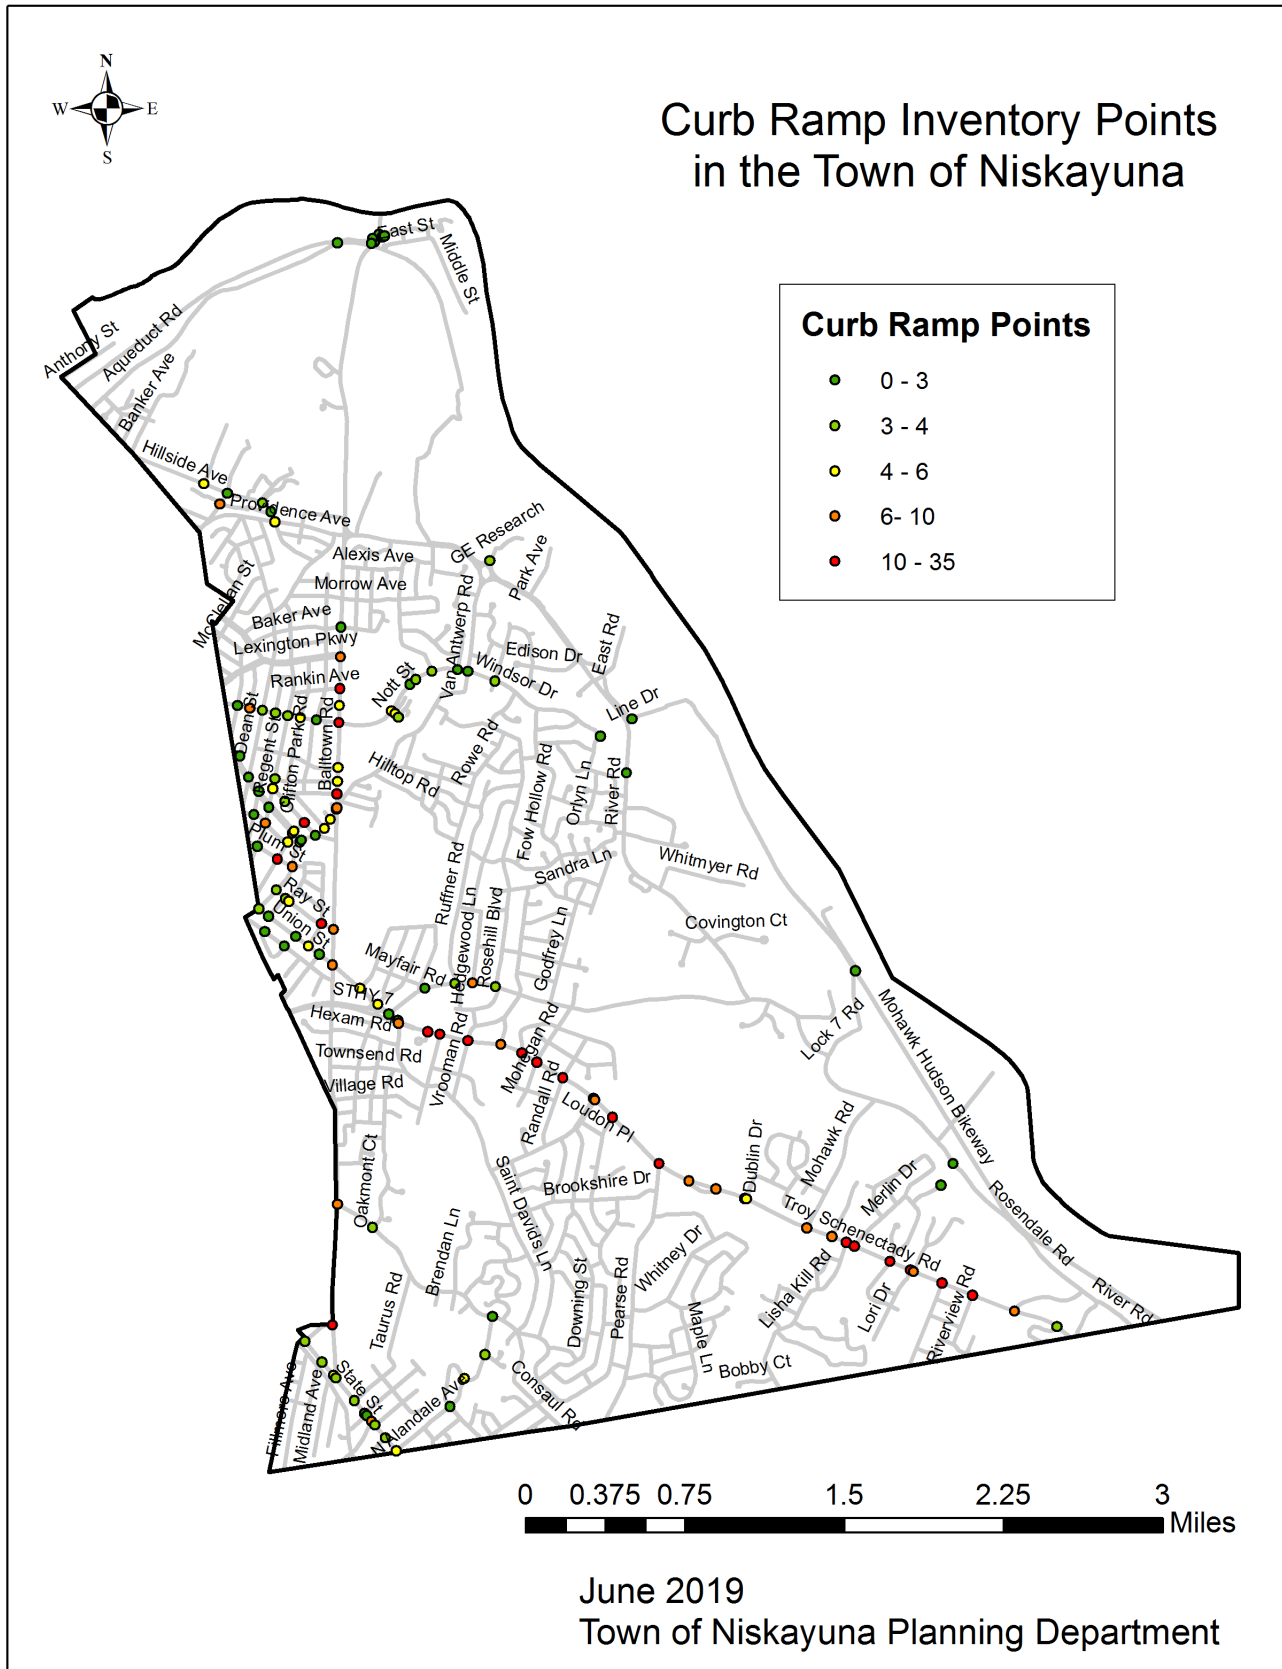 N
W E
S
Curb Ramp Inventory Points
in the Town of Niskayuna
Curb Ramp Points
0 - 3
3 - 4
4 - 6
6- 10
10 - 35
East St
Middle St
Anthony St
Aqueduct Rd
Banker Ave
Hillside Ave
Providence Ave
GE Research
Alexis Ave
Park Ave
McClellan St
Morrow Ave
Baker Ave
Van Antwerp Rd
Lexington Pkwy
Edison Dr
East Rd
Rankin Ave
Nott St
Windsor Dr
Line Dr
Dean St
Regent St
Clifton Park Rd
Balltown Rd
Hilltop Rd
Rowe Rd
Fow Hollow Rd
Orlyn Ln
River Rd
Plum St
Sandra Ln
Whitmyer Rd
Ruffner Rd
Ray St
Union St
Hedgewood Ln
Rosehill Blvd
Godfrey Ln
Covington Ct
Mayfair Rd
STHY 7
Hexam Rd
Townsend Rd
Village Rd
Vrooman Rd
Mohegan Rd
Randall Rd
Loudon Pl
Lock 7 Rd
Mohawk Hudson Bikeway
Oakmont Ct
Saint Davids Ln
Brookshire Dr
Dublin Dr
Mohawk Rd
Merlin Dr
Troy Schenectady Rd
Rosendale Rd
River Rd
Brendan Ln
Whitney Dr
Taurus Rd
Downing St
Pearse Rd
Maple Ln
Lisha Kill Rd
Lori Dr
Riverview Rd
Bobby Ct
Fillmore Ave
Midland Ave
State St
N Alandale Ave
Consaul Rd
0 0.375 0.75 1.5 2.25 3
Miles
June 2019
Town of Niskayuna Planning Department